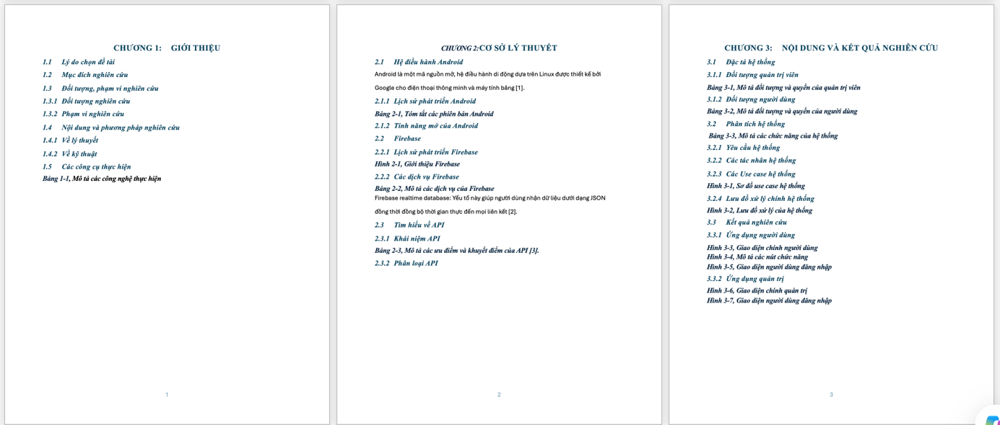 CHƯƠNG 1: GIỚI THIỆU
1.1 Lý do chọn đề tài
1.2 Mục đích nghiên cứu
1.3 Đối tượng, phạm vi nghiên cứu
1.3.1 Đối tượng nghiên cứu
1.3.2 Phạm vi nghiên cứu
1.4 Nội dung và phương pháp nghiên cứu
1.4.1 Về lý thuyết
1.4.2 Về kỹ thuật
1.5 Các công cụ thực hiện
Bảng 1-1, Mô tả các công nghệ thực hiện
1
CHƯƠNG 2:CƠ SỞ LÝ THUYẾT
2.1 Hệ điều hành Android
Android là một mã nguồn mở, hệ điều hành di động dựa trên Linux được thiết kế bởi
Google cho điện thoại thông minh và máy tính bảng [1].
2.1.1 Lịch sử phát triển Android
Bảng 2-1, Tóm tắt các phiên bản Android
2.1.2 Tính năng mở của Android
2.2 Firebase
2.2.1 Lịch sử phát triển Firebase
Hình 2-1, Giới thiệu Firebase
2.2.2 Các dịch vụ Firebase
Bảng 2-2, Mô tả các dịch vụ của Firebase
Firebase realtime database: Yếu tố này giúp người dùng nhận dữ liệu dưới dạng JSON
đồng thời đồng bộ thời gian thực đến mọi liên kết [2].
2.3 Tìm hiểu về API
2.3.1 Khái niệm API
Bảng 2-3, Mô tả các ưu điểm và khuyết điểm của API [3].
2.3.2 Phân loại API
2
CHƯƠNG 3: NỘI DUNG VÀ KẾT QUẢ NGHIÊN CỨU
3.1 Đặc tả hệ thống
3.1.1 Đối tượng quản trị viên
Bảng 3-1, Mô tả đối tượng và quyền của quản trị viên
3.1.2 Đối tượng người dùng
Bảng 3-2, Mô tả đối tượng và quyền của người dùng
3.2 Phân tích hệ thống
Bảng 3-3, Mô tả các chức năng của hệ thống
3.2.1 Yêu cầu hệ thống
3.2.2 Các tác nhân hệ thống
3.2.3 Các Use case hệ thống
Hình 3-1, Sơ đồ use case hệ thống
3.2.4 Lưu đồ xử lý chính hệ thống
Hình 3-2, Lưu đồ xử lý của hệ thống
3.3 Kết quả nghiên cứu
3.3.1 Ứng dụng người dùng
Hình 3-3, Giao diện chính người dùng
Hình 3-4, Mô tả các nút chức năng
Hình 3-5, Giao diện người dùng đăng nhập
3.3.2 Ứng dụng quản trị
Hình 3-6, Giao diện chính quản trị
Hình 3-7, Giao diện người dùng đăng nhập
3